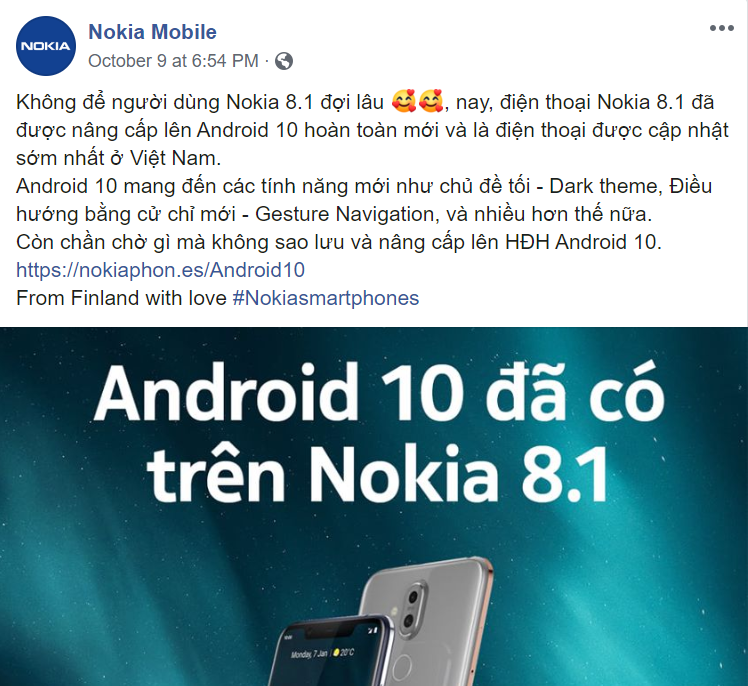 NOKIA
Nokia Mobile
October 9 at 6:54 PM ·
Không để người dùng Nokia 8.1 đợi lâu 🥰🥰, nay, điện thoại Nokia 8.1 đã
được nâng cấp lên Android 10 hoàn toàn mới và là điện thoại được cập nhật
sớm nhất ở Việt Nam.
Android 10 mang đến các tính năng mới như chủ đề tối - Dark theme, Điều
hướng bằng cử chỉ mới - Gesture Navigation, và nhiều hơn thế nữa.
Còn chần chờ gì mà không sao lưu và nâng cấp lên HĐH Android 10.
https://nokiaphon.es/Android10
From Finland with love #Nokiasmartphones
Android 10 đã có
trên Nokia 8.1
Monday, 7 Jan | 20°C